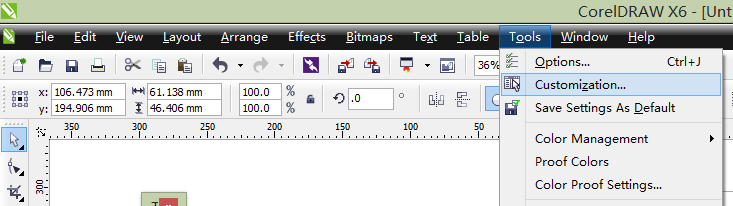 CorelDRAW X6 - [Unt
File Edit View Layout Arrange Effects Bitmaps Text Table Tools Window Help
36%
Options... Ctrl+J
x: 106.473 mm 61.138 mm 100.0 % .0 °
y: 194.906 mm 46.406 mm 100.0 %
Customization...
Save Settings As Default
350 300 250 200 150 100 50
Color Management
Proof Colors
300
Color Proof Settings...